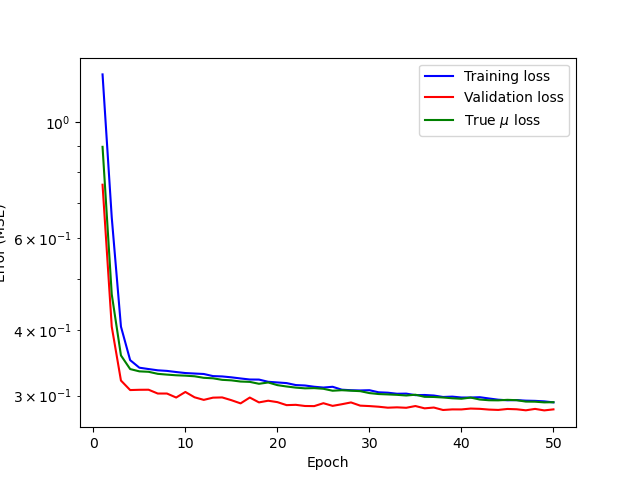 Training loss
Validation loss
True μ loss
10⁰
6 × 10⁻¹
4 × 10⁻¹
3 × 10⁻¹
Error (MSE)
0 10 20 30 40 50
Epoch